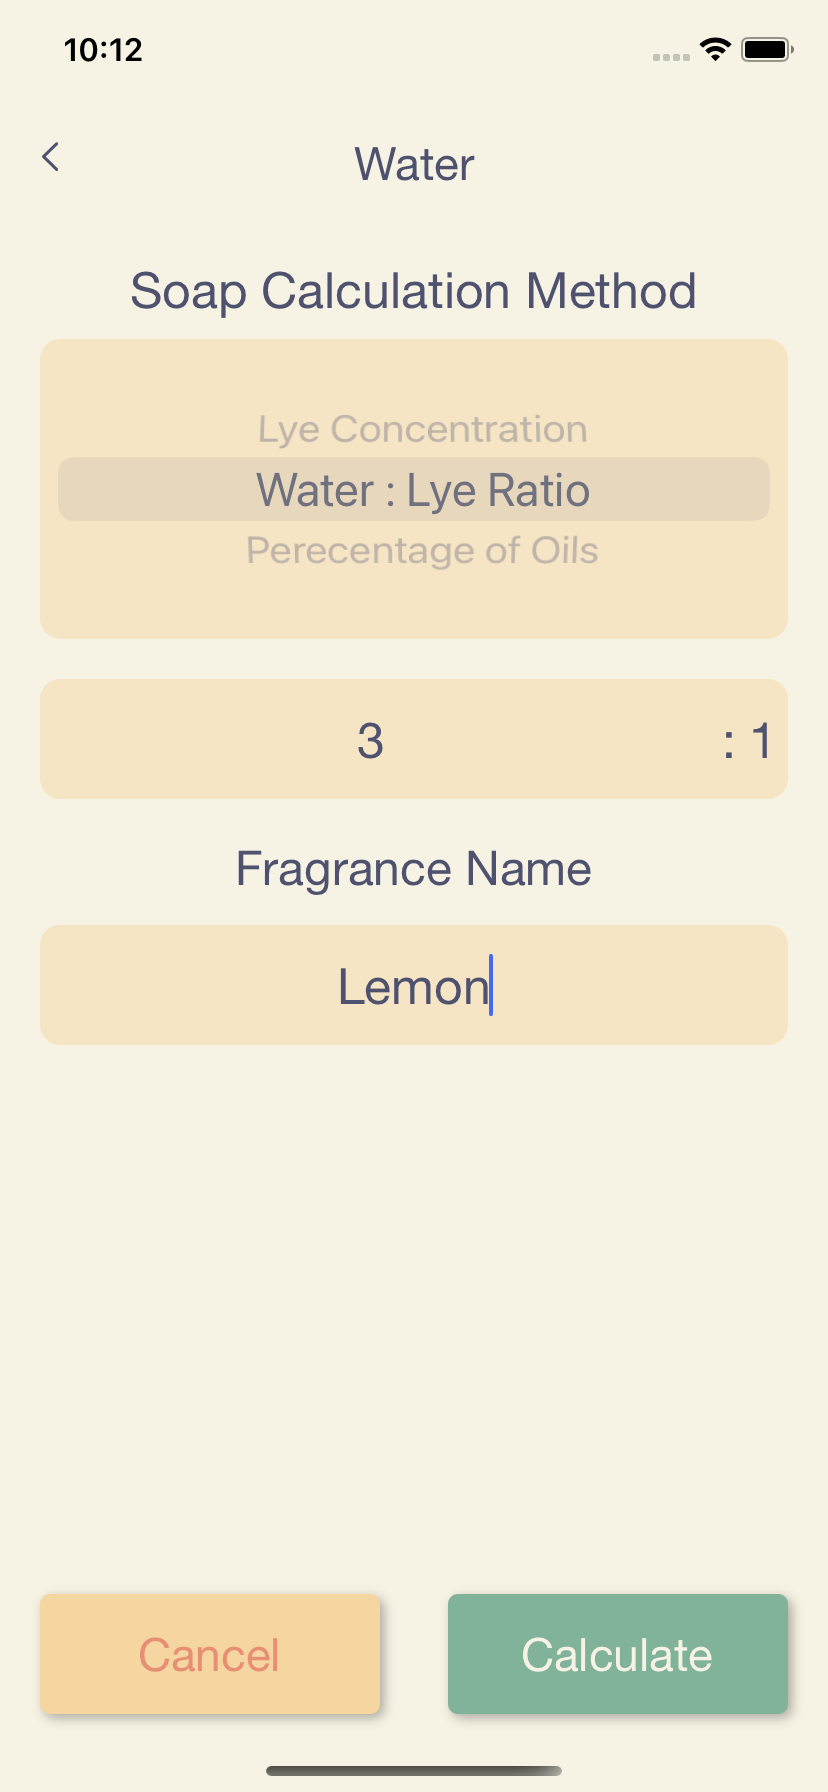 10:12
Water
Soap Calculation Method
Lye Concentration
Water : Lye Ratio
Perecentage of Oils
3 : 1
Fragrance Name
Lemon
Cancel Calculate